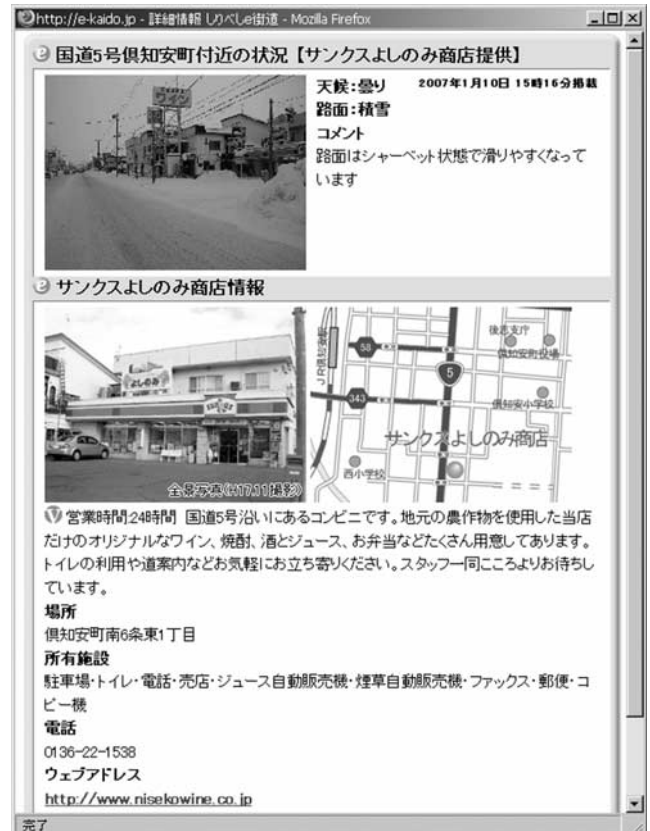 http://e-kaido.jp - 詳細情報 しりべしe街道 - Mozilla Firefox
国道5号倶知安町付近の状況【サンクスよしのみ商店提供】
天候：曇り
2007年1月10日 15時16分掲載
路面：積雪
コメント
路面はシャーベット状態で滑りやすくなって
います
ワイン
サンクスよしのみ商店情報
よしのみ
全景写真(H17.11撮影)
後志支庁
倶知安町役場
58
JR倶知安駅
5
343
倶知安小学校
サンクスよしのみ商店
西小学校
営業時間:24時間 国道5号沿いにあるコンビニです。地元の農作物を使用した当店
だけのオリジナルなワイン、焼酎、酒とジュース、お弁当などたくさん用意してあります。
トイレの利用や道案内などお気軽にお立ち寄りください。スタッフ一同こころよりお待ちし
ています。
場所
倶知安町南6条東1丁目
所有施設
駐車場・トイレ・電話・売店・ジュース自動販売機・煙草自動販売機・ファックス・郵便・コ
ピー機
電話
0136-22-1538
ウェブアドレス
http://www.nisekowine.co.jp
完了